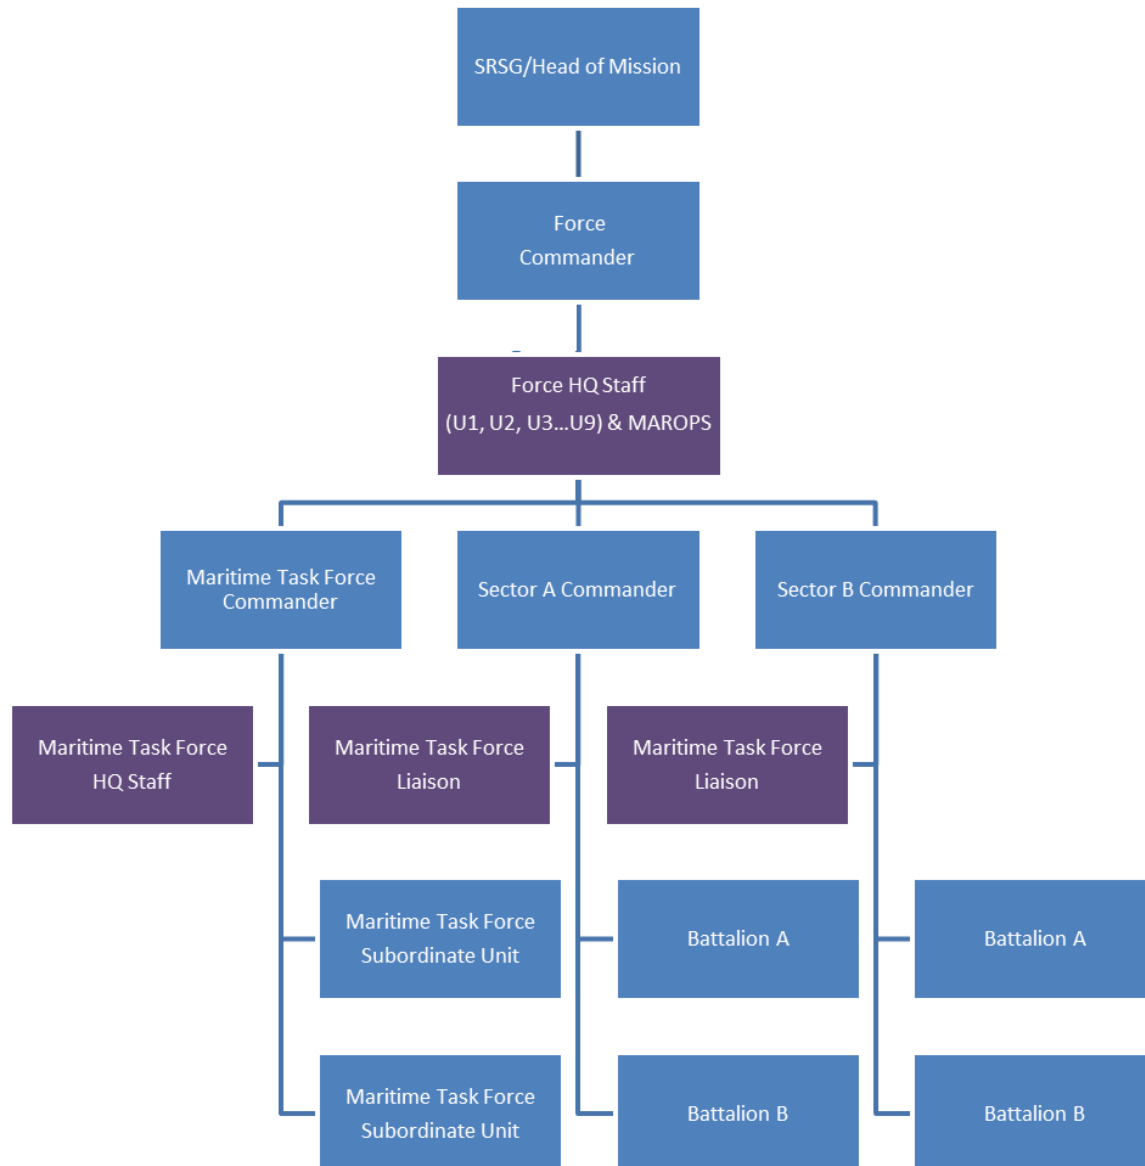 SRSG/Head of Mission
Force
Commander
Force HQ Staff
(U1, U2, U3...U9) & MAROPS
Maritime Task Force
Commander
Sector A Commander
Sector B Commander
Maritime Task Force
HQ Staff
Maritime Task Force
Liaison
Maritime Task Force
Liaison
Maritime Task Force
Subordinate Unit
Battalion A
Battalion A
Maritime Task Force
Subordinate Unit
Battalion B
Battalion B